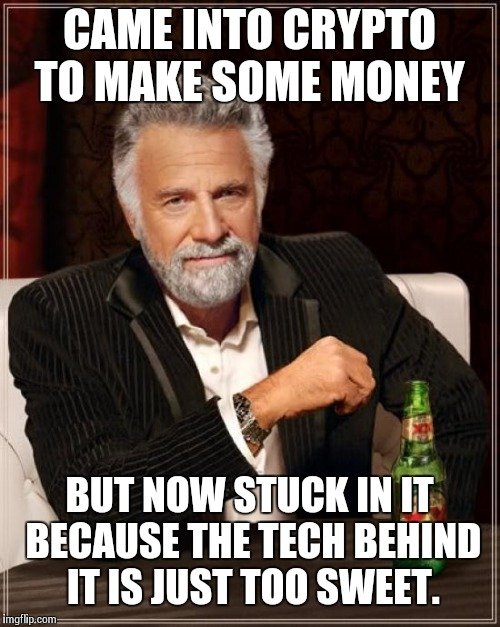 CAME INTO CRYPTO
TO MAKE SOME MONEY
BUT NOW STUCK IN IT
BECAUSE THE TECH BEHIND
IT IS JUST TOO SWEET.
imgflip.com